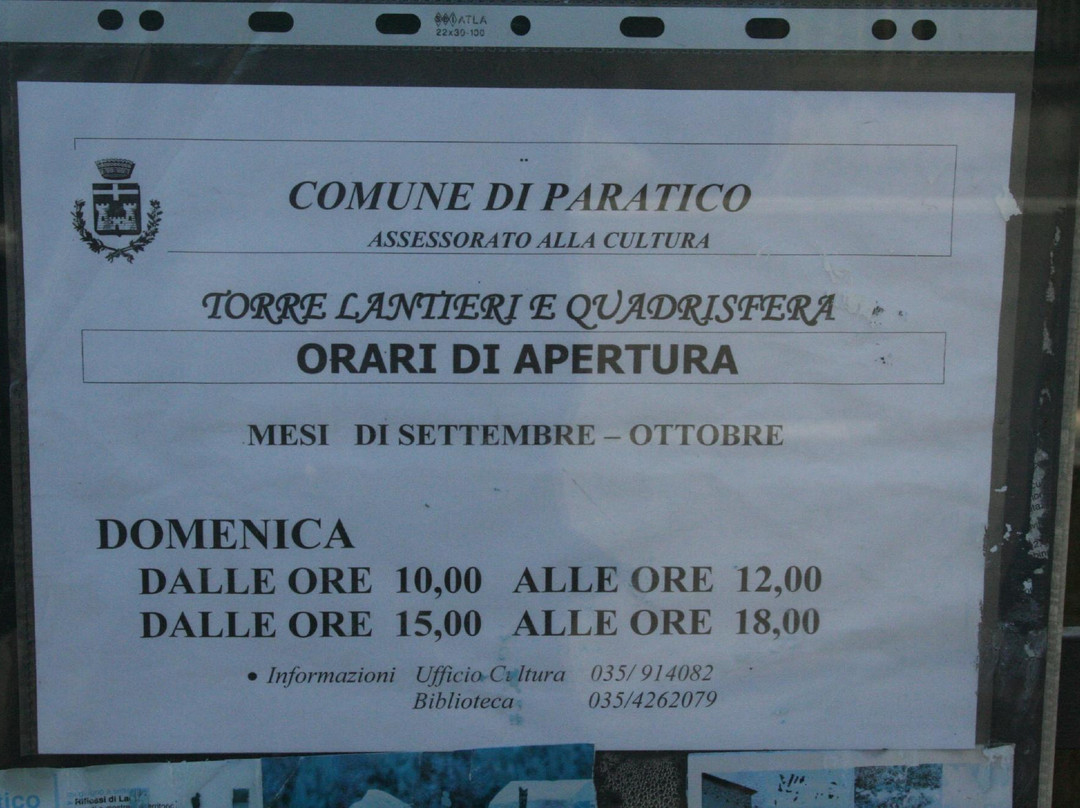 ATLA
22x30-100
COMUNE DI PARATICO
ASSESSORATO ALLA CULTURA
TORRE LANTIERI E QUADRISFERA
ORARI DI APERTURA
MESI DI SETTEMBRE – OTTOBRE
DOMENICA
DALLE ORE 10,00 ALLE ORE 12,00
DALLE ORE 15,00 ALLE ORE 18,00
• Informazioni Ufficio Cultura 035/ 914082
Biblioteca 035/4262079
Riflessi di